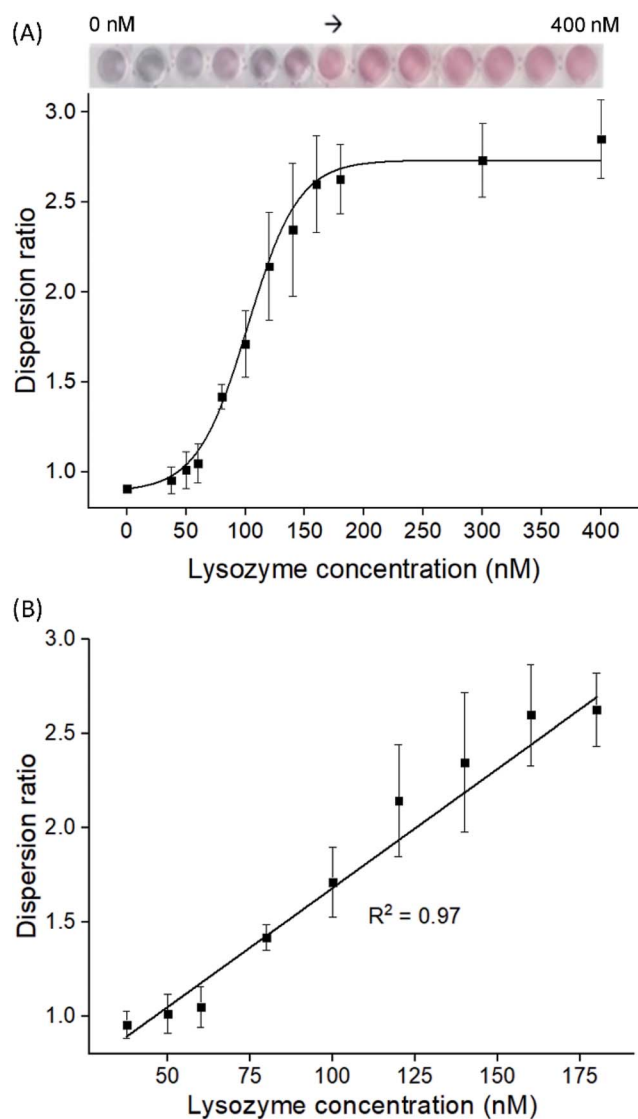 (A)
0 nM → 400 nM
3.0
2.5
2.0
1.5
1.0
Dispersion ratio
0 50 100 150 200 250 300 350 400
Lysozyme concentration (nM)
(B)
3.0
2.5
2.0
1.5
1.0
Dispersion ratio
R² = 0.97
50 75 100 125 150 175
Lysozyme concentration (nM)